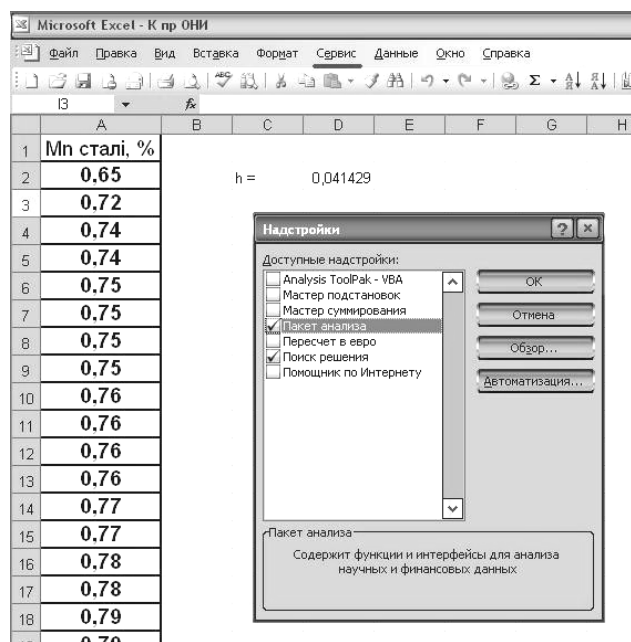 Microsoft Excel - К пр ОНИ
Файл Правка Вид Вставка Формат Сервис Данные Окно Справка
I3 fx
A B C D E F G H
1 Mn сталі, %
2 0,65 h = 0,041429
3 0,72
4 0,74
5 0,74
6 0,75
7 0,75
8 0,75
9 0,75
10 0,76
11 0,76
12 0,76
13 0,76
14 0,77
15 0,77
16 0,78
17 0,78
18 0,79
0,79
Надстройки
Доступные надстройки:
Analysis ToolPak - VBA
Мастер подстановок
Мастер суммирования
Пакет анализа
Пересчет в евро
Поиск решения
Помощник по Интернету
ОК
Отмена
Обзор...
Автоматизация...
Пакет анализа
Содержит функции и интерфейсы для анализа
научных и финансовых данных